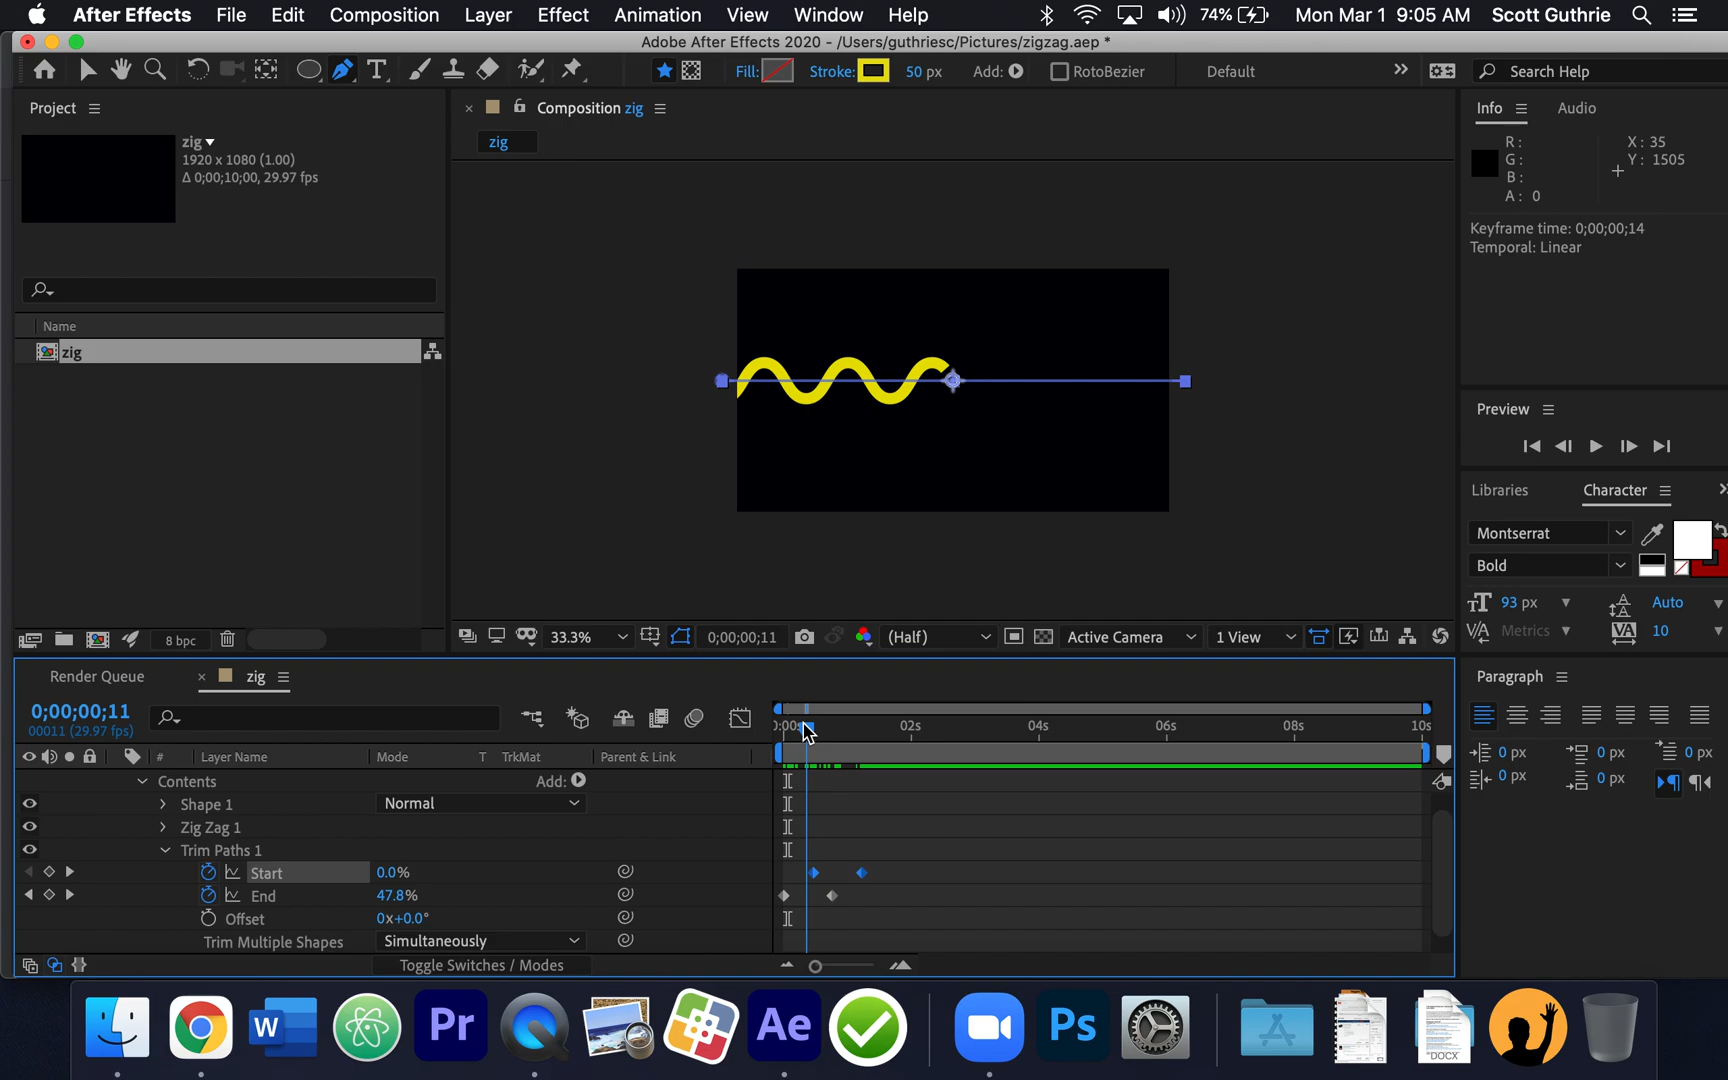 After Effects File Edit Composition Layer Effect Animation View Window Help 74% Mon Mar 1 9:05 AM Scott Guthrie
Adobe After Effects 2020 - /Users/guthriesc/Pictures/zigzag.aep *
T Fill: Stroke: 50 px Add: RotoBezier Default Search Help
Project
zig
1920 x 1080 (1.00)
Δ 0;00;10;00, 29.97 fps
Name
zig
8 bpc
Composition zig
zig
33.3% 0;00;00;11 (Half) Active Camera 1 View
Info Audio
R: X: 35
G: Y: 1505
B:
A: 0
Keyframe time: 0;00;00;14
Temporal: Linear
Preview
Libraries Character
Montserrat
Bold
93 px Auto
Metrics 10
Paragraph
0 px 0 px 0 px
0 px 0 px
Render Queue zig
0;00;00;11
00011 (29.97 fps)
02s 04s 06s 08s 10s
# Layer Name Mode T TrkMat Parent & Link
Contents Add:
Shape 1 Normal
Zig Zag 1
Trim Paths 1
Start 0.0%
End 47.8%
Offset 0x+0.0°
Trim Multiple Shapes Simultaneously
Toggle Switches / Modes
W Pr Ae Ps DOCX